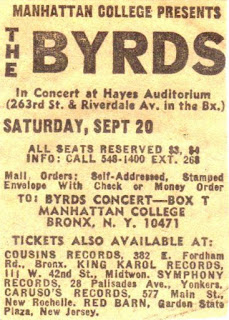 MANHATTAN COLLEGE PRESENTS
THE BYRDS
In Concert at Hayes Auditorium
(263rd St. & Riverdale Av. in the Bx.)
SATURDAY, SEPT 20
ALL SEATS RESERVED $3, $4
INFO: CALL 548-1400 EXT. 268
Mail Orders: Self-Addressed, Stamped
Envelope With Check or Money Order
TO: BYRDS CONCERT—BOX T
MANHATTAN COLLEGE
BRONX, N. Y. 10471
TICKETS ALSO AVAILABLE AT:
COUSINS RECORDS, 382 E. Fordham
Rd., Bronx. KING KAROL RECORDS,
111 W. 42nd St., Midtwon. SYMPHONY
RECORDS, 28 Palisades Ave., Yonkers.
CARUSO'S RECORDS, 577 Main St.,
New Rochelle. RED BARN, Garden State
Plaza, New Jersey.